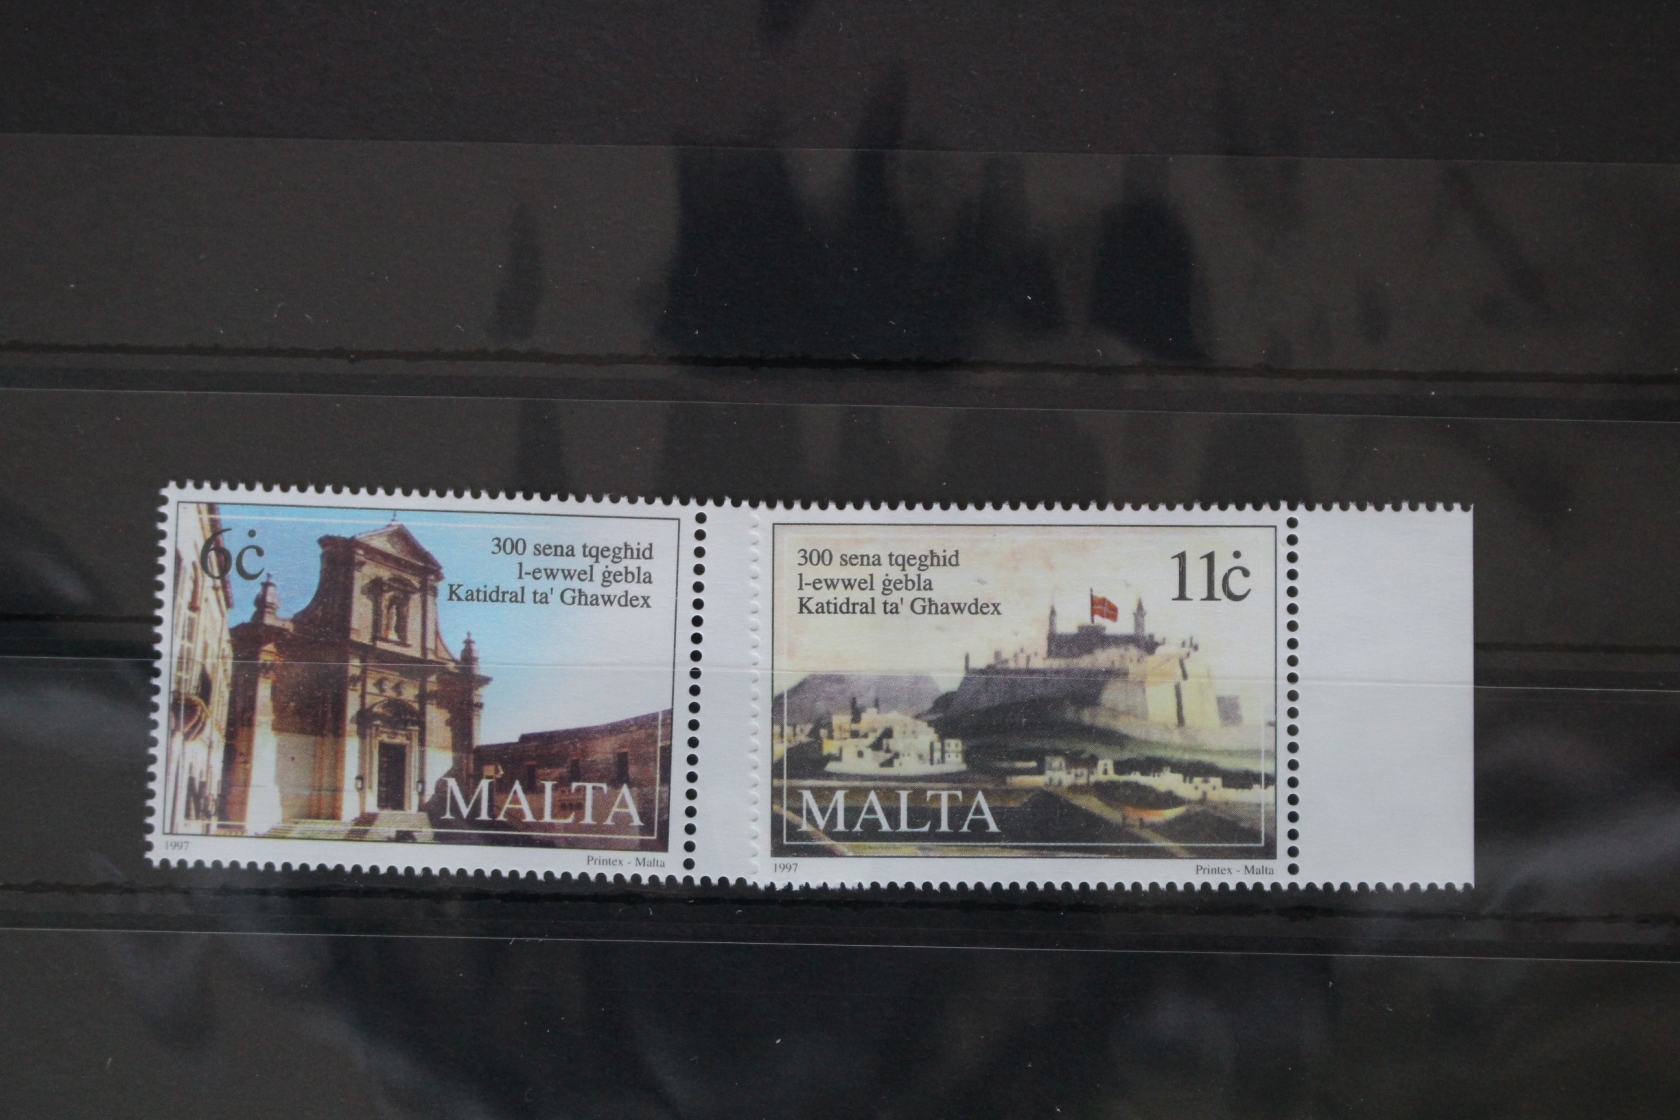 6ċ
300 sena tqegħid
l-ewwel ġebla
Katidral ta' Għawdex
MALTA
1997
Printex - Malta
300 sena tqegħid
l-ewwel ġebla
Katidral ta' Għawdex
11ċ
MALTA
1997
Printex - Malta